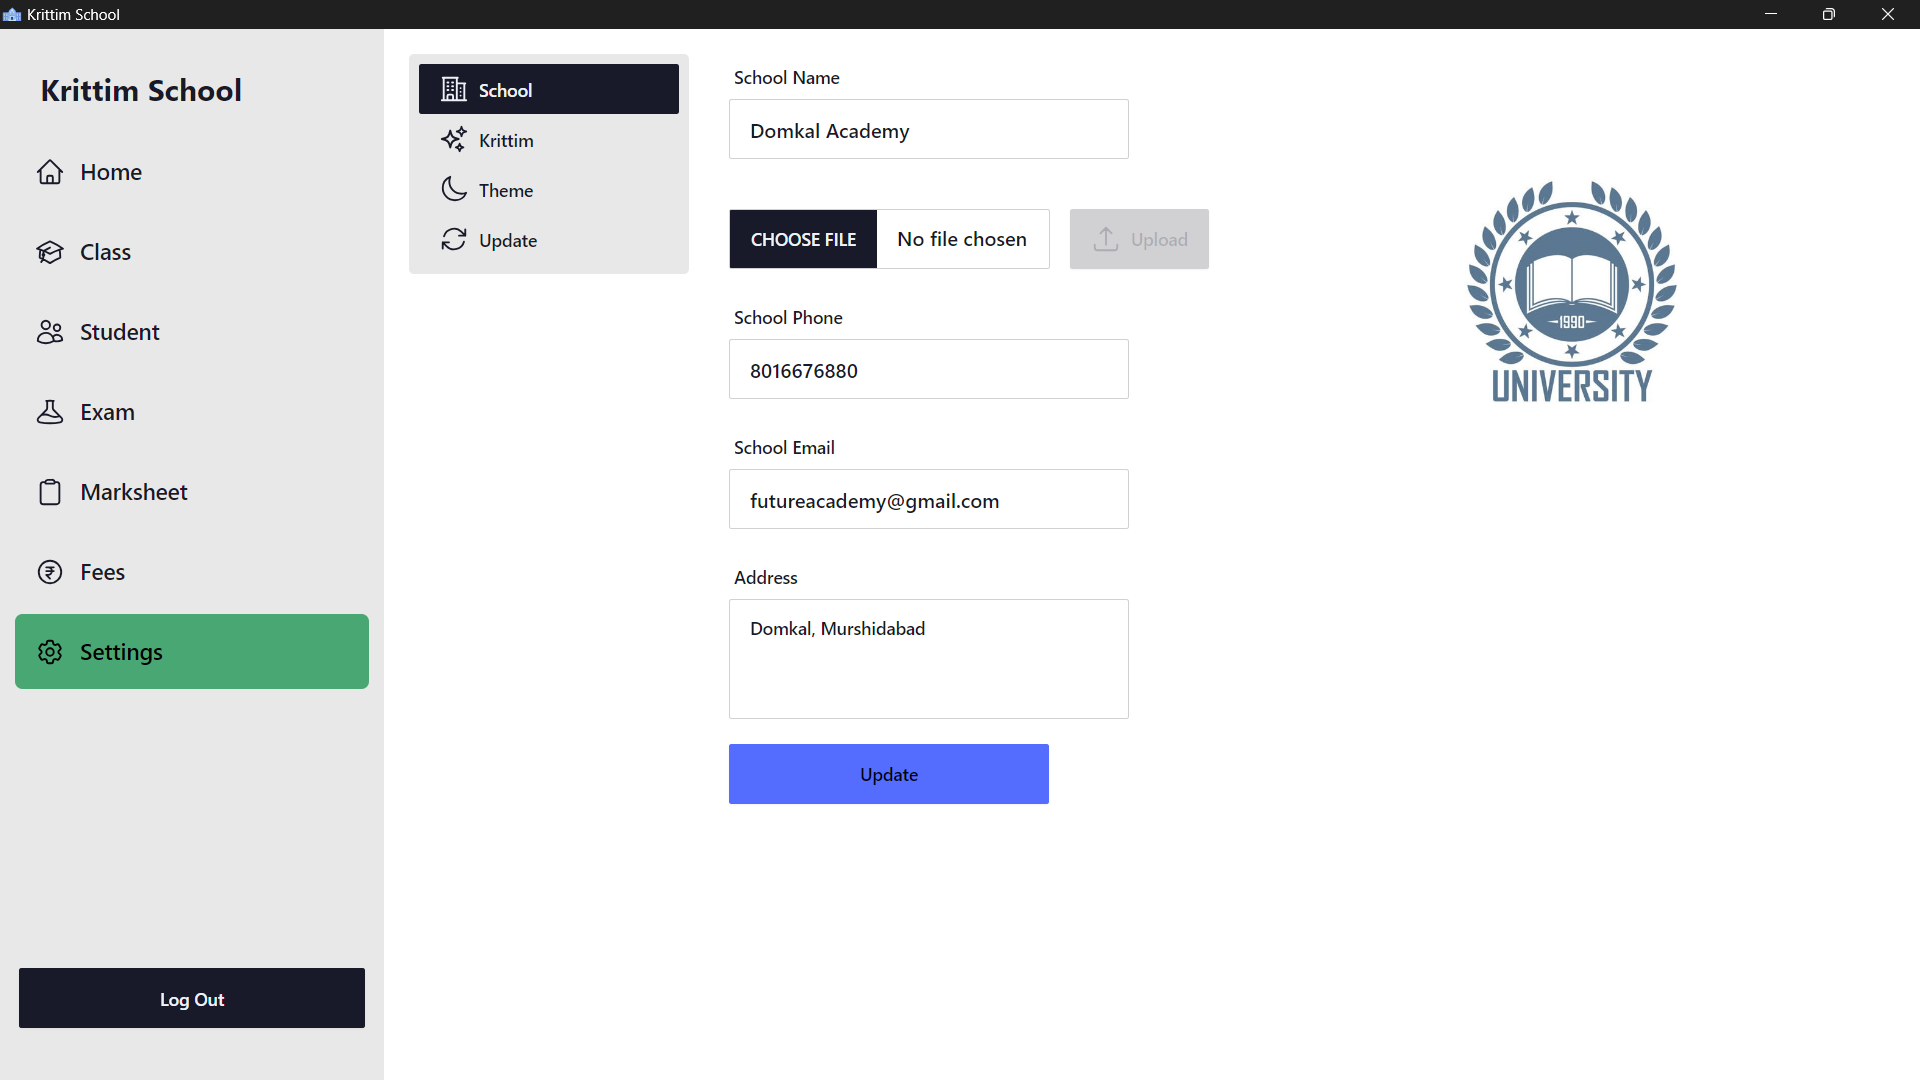 Krittim School
Krittim School
Home
Class
Student
Exam
Marksheet
Fees
Settings
Log Out
School
Krittim
Theme
Update
School Name
Domkal Academy
CHOOSE FILE No file chosen
Upload
School Phone
8016676880
School Email
futureacademy@gmail.com
Address
Domkal, Murshidabad
Update
1990
UNIVERSITY